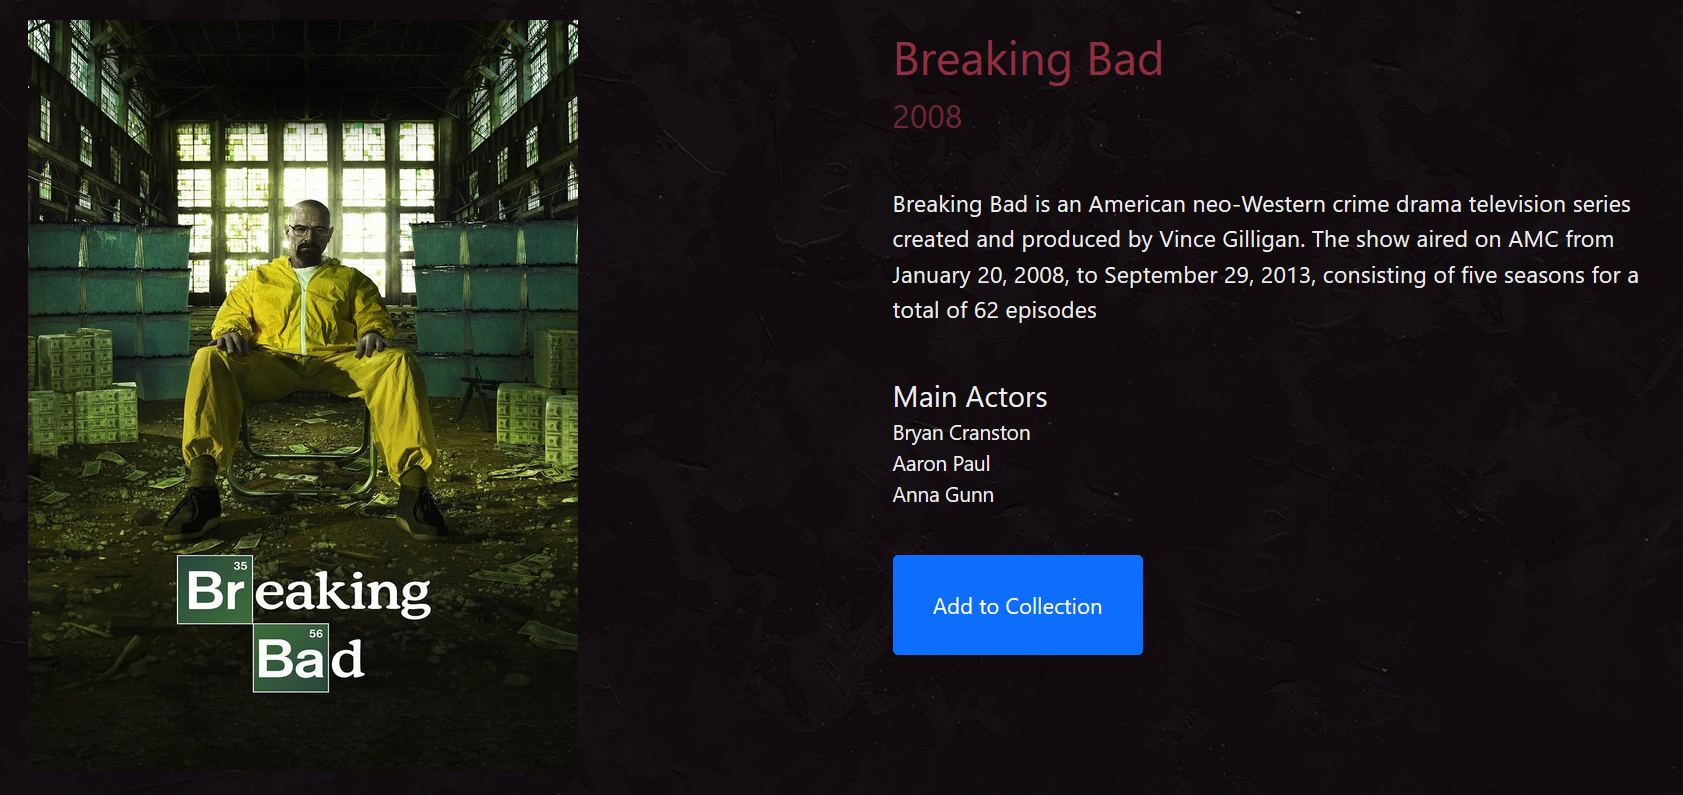 Breaking Bad
2008
Breaking Bad is an American neo-Western crime drama television series
created and produced by Vince Gilligan. The show aired on AMC from
January 20, 2008, to September 29, 2013, consisting of five seasons for a
total of 62 episodes
Main Actors
Bryan Cranston
Aaron Paul
Anna Gunn
Add to Collection
35
Breaking
56
Bad